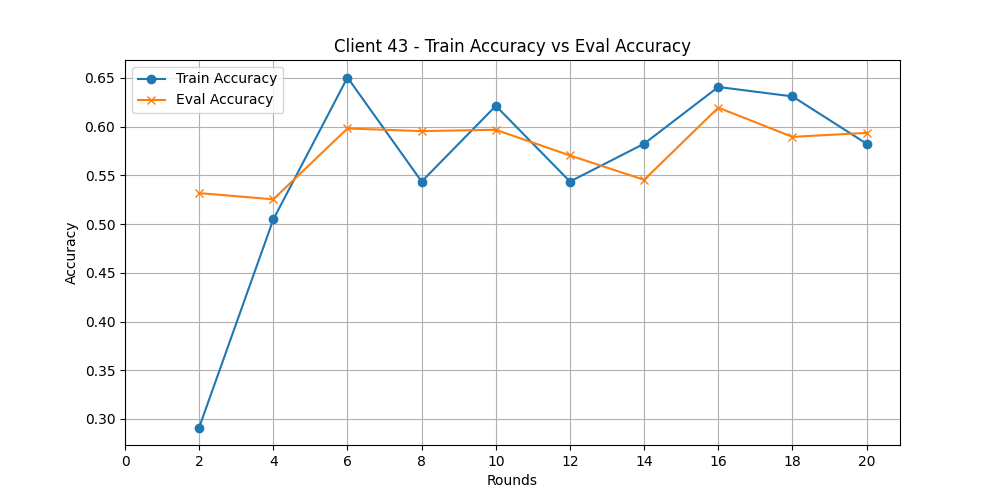 Client 43 - Train Accuracy vs Eval Accuracy
Train Accuracy
Eval Accuracy
Accuracy
0.65
0.60
0.55
0.50
0.45
0.40
0.35
0.30
0 2 4 6 8 10 12 14 16 18 20
Rounds